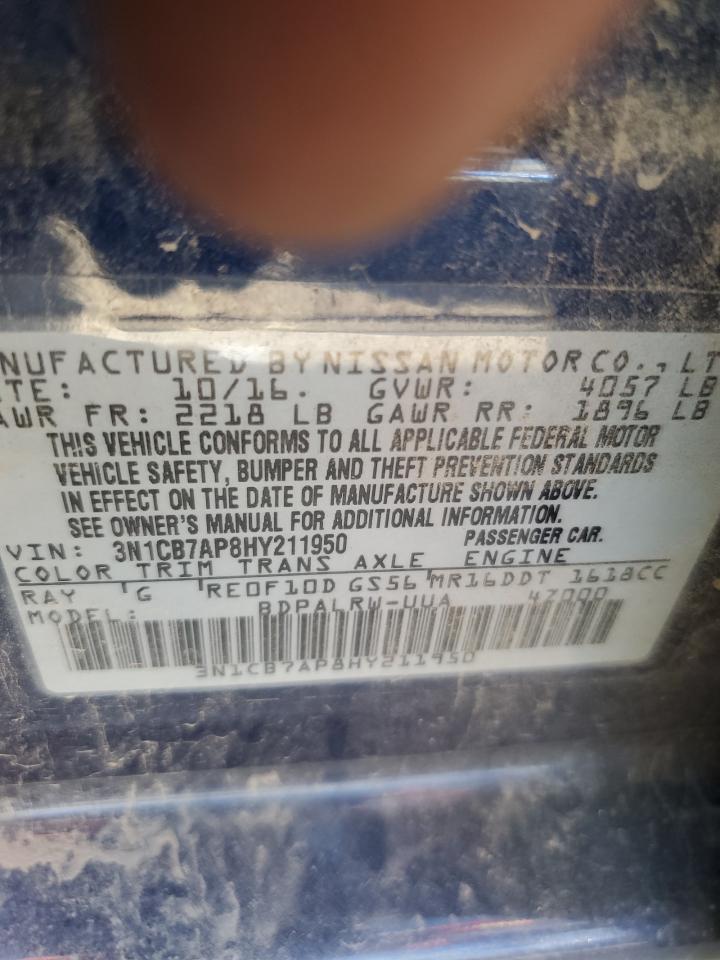 NUFACTURED BY NISSAN MOTOR CO., LT
TE: 10/16. GVWR: 4057 LB
AWR FR: 2218 LB GAWR RR: 1896 LB
THIS VEHICLE CONFORMS TO ALL APPLICABLE FEDERAL MOTOR
VEHICLE SAFETY, BUMPER AND THEFT PREVENTION STANDARDS
IN EFFECT ON THE DATE OF MANUFACTURE SHOWN ABOVE.
SEE OWNER'S MANUAL FOR ADDITIONAL INFORMATION.
VIN: 3N1CB7AP8HY211950 PASSENGER CAR.
COLOR TRIM TRANS AXLE ENGINE
RAY G RE0F10D GS56 MR16DDT 1618CC
MODEL: BDPALRW-UUA 47000
3N1CB7AP8HY211950